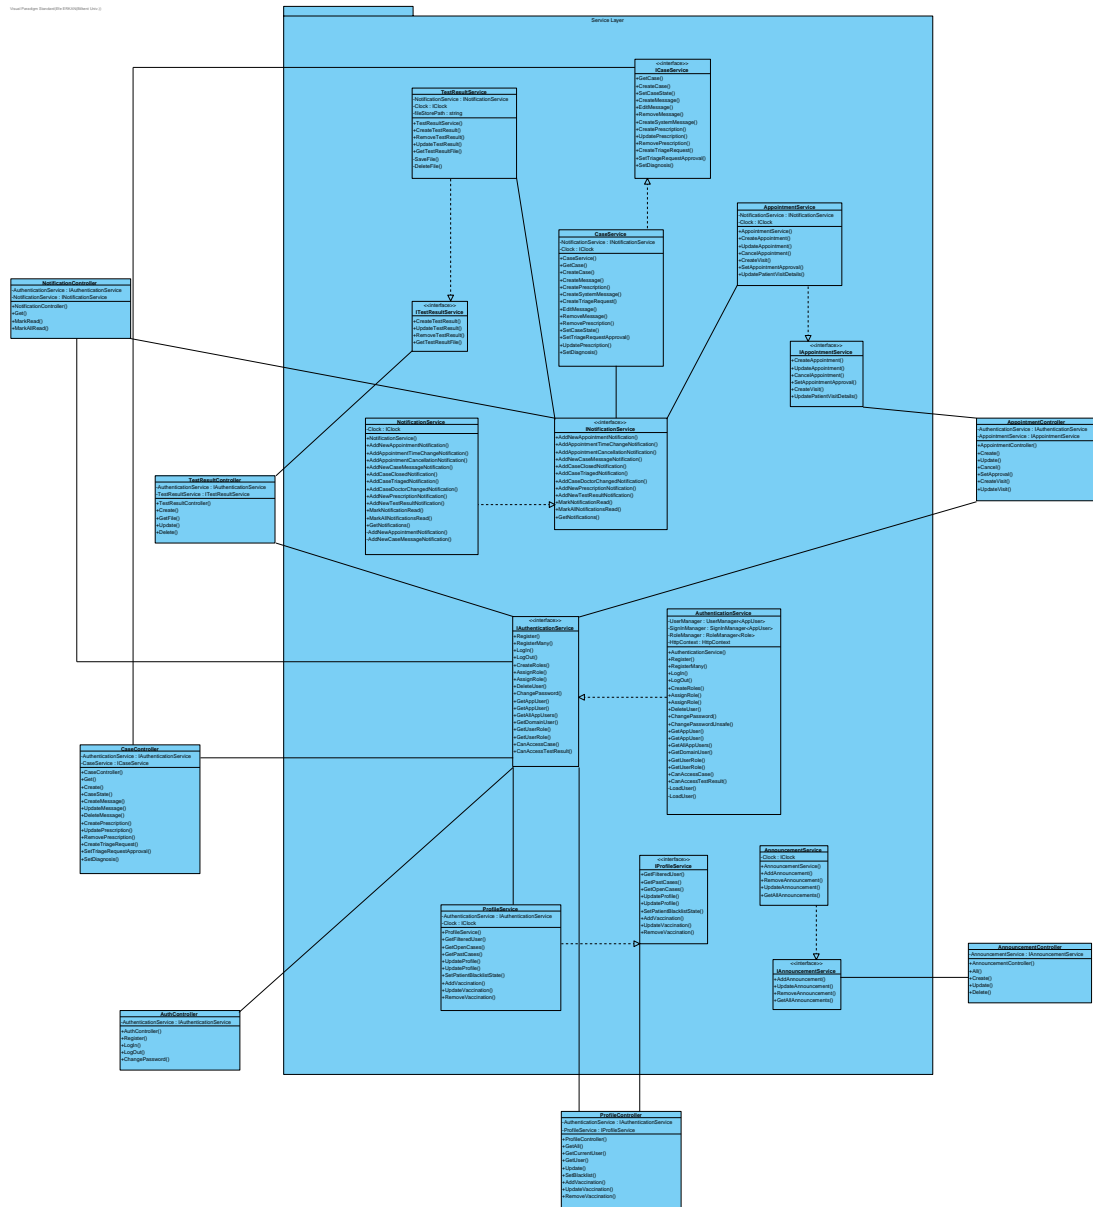 Service Layer
<<Interface>>
ICaseService
+GetCase()
+CreateCase()
+SetCaseState()
+CreateMessage()
+EditMessage()
+RemoveMessage()
+CreateSystemMessage()
+CreatePrescription()
+UpdatePrescription()
+RemovePrescription()
+CreateTriageRequest()
+SetTriageRequestApproval()
+SetDiagnosis()
TestResultService
-NotificationService : INotificationService
-Clock : IClock
-fileStorePath : string
+TestResultService()
+CreateTestResult()
+RemoveTestResult()
+UpdateTestResult()
+GetTestResultFile()
-SaveFile()
-DeleteFile()
AppointmentService
-NotificationService : INotificationService
-Clock : IClock
+AppointmentService()
+CreateAppointment()
+UpdateAppointment()
+CancelAppointment()
+CreateVisit()
+SetAppointmentApproval()
+UpdatePatientVisitDetails()
CaseService
-NotificationService : INotificationService
-Clock : IClock
+CaseService()
+GetCase()
+CreateCase()
+CreateMessage()
+CreatePrescription()
+CreateSystemMessage()
+CreateTriageRequest()
+EditMessage()
+RemoveMessage()
+RemovePrescription()
+SetCaseState()
+SetTriageRequestApproval()
+UpdatePrescription()
+SetDiagnosis()
NotificationController
-AuthenticationService : IAuthenticationService
-NotificationService : INotificationService
+NotificationController()
+Get()
+MarkRead()
+MarkAllRead()
<<Interface>>
ITestResultService
+CreateTestResult()
+UpdateTestResult()
+RemoveTestResult()
+GetTestResultFile()
<<Interface>>
IAppointmentService
+CreateAppointment()
+UpdateAppointment()
+CancelAppointment()
+SetAppointmentApproval()
+CreateVisit()
+UpdatePatientVisitDetails()
NotificationService
-Clock : IClock
+NotificationService()
+AddNewAppointmentNotification()
+AddAppointmentTimeChangeNotification()
+AddAppointmentCancellationNotification()
+AddNewCaseMessageNotification()
+AddCaseClosedNotification()
+AddCaseTriagedNotification()
+AddCaseDoctorChangedNotification()
+AddNewPrescriptionNotification()
+AddNewTestResultNotification()
+MarkNotificationRead()
+MarkAllNotificationsRead()
+GetNotifications()
-AddNewAppointmentNotification()
-AddNewCaseMessageNotification()
<<Interface>>
INotificationService
+AddNewAppointmentNotification()
+AddAppointmentTimeChangeNotification()
+AddAppointmentCancellationNotification()
+AddNewCaseMessageNotification()
+AddCaseClosedNotification()
+AddCaseTriagedNotification()
+AddCaseDoctorChangedNotification()
+AddNewPrescriptionNotification()
+AddNewTestResultNotification()
+MarkNotificationRead()
+MarkAllNotificationsRead()
+GetNotifications()
AppointmentController
-AuthenticationService : IAuthenticationService
-AppointmentService : IAppointmentService
+AppointmentController()
+Create()
+Update()
+Cancel()
+SetApproval()
+CreateVisit()
+UpdateVisit()
TestResultController
-AuthenticationService : IAuthenticationService
-TestResultService : ITestResultService
+TestResultController()
+Create()
+GetFile()
+Update()
+Delete()
<<Interface>>
IAuthenticationService
+Register()
+RegisterMany()
+LogIn()
+LogOut()
+CreateRoles()
+AssignRole()
+AssignRole()
+DeleteUser()
+ChangePassword()
+GetAppUser()
+GetAppUser()
+GetAllAppUsers()
+GetDomainUser()
+GetUserRole()
+GetUserRole()
+CanAccessCase()
+CanAccessTestResult()
AuthenticationService
-UserManager : UserManager<AppUser>
-SignInManager : SignInManager<AppUser>
-RoleManager : RoleManager<Role>
-HttpContext : HttpContext
+AuthenticationService()
+Register()
+RegisterMany()
+LogIn()
+LogOut()
+CreateRoles()
+AssignRole()
+AssignRole()
+DeleteUser()
+ChangePassword()
+ChangePasswordUnsafe()
+GetAppUser()
+GetAppUser()
+GetAllAppUsers()
+GetDomainUser()
+GetUserRole()
+GetUserRole()
+CanAccessCase()
+CanAccessTestResult()
-LoadUser()
-LoadUser()
CaseController
-AuthenticationService : IAuthenticationService
-CaseService : ICaseService
+CaseController()
+Get()
+Create()
+CaseState()
+CreateMessage()
+UpdateMessage()
+DeleteMessage()
+CreatePrescription()
+UpdatePrescription()
+RemovePrescription()
+CreateTriageRequest()
+SetTriageRequestApproval()
+SetDiagnosis()
<<Interface>>
IProfileService
+GetFilteredUser()
+GetPastCases()
+GetOpenCases()
+UpdateProfile()
+UpdateProfile()
+SetPatientBlacklistState()
+AddVaccination()
+UpdateVaccination()
+RemoveVaccination()
AnnouncementService
-Clock : IClock
+AnnouncementService()
+AddAnnouncement()
+RemoveAnnouncement()
+UpdateAnnouncement()
+GetAllAnnouncements()
ProfileService
-AuthenticationService : IAuthenticationService
-Clock : IClock
+ProfileService()
+GetFilteredUser()
+GetOpenCases()
+GetPastCases()
+UpdateProfile()
+UpdateProfile()
+SetPatientBlacklistState()
+AddVaccination()
+UpdateVaccination()
+RemoveVaccination()
<<Interface>>
IAnnouncementService
+AddAnnouncement()
+UpdateAnnouncement()
+RemoveAnnouncement()
+GetAllAnnouncements()
AnnouncementController
-AnnouncementService : IAnnouncementService
+AnnouncementController()
+All()
+Create()
+Update()
+Delete()
AuthController
-AuthenticationService : IAuthenticationService
+AuthController()
+Register()
+LogIn()
+LogOut()
+ChangePassword()
ProfileController
-AuthenticationService : IAuthenticationService
-ProfileService : IProfileService
+ProfileController()
+GetAll()
+GetCurrentUser()
+GetUser()
+Update()
+SetBlacklist()
+AddVaccination()
+UpdateVaccination()
+RemoveVaccination()